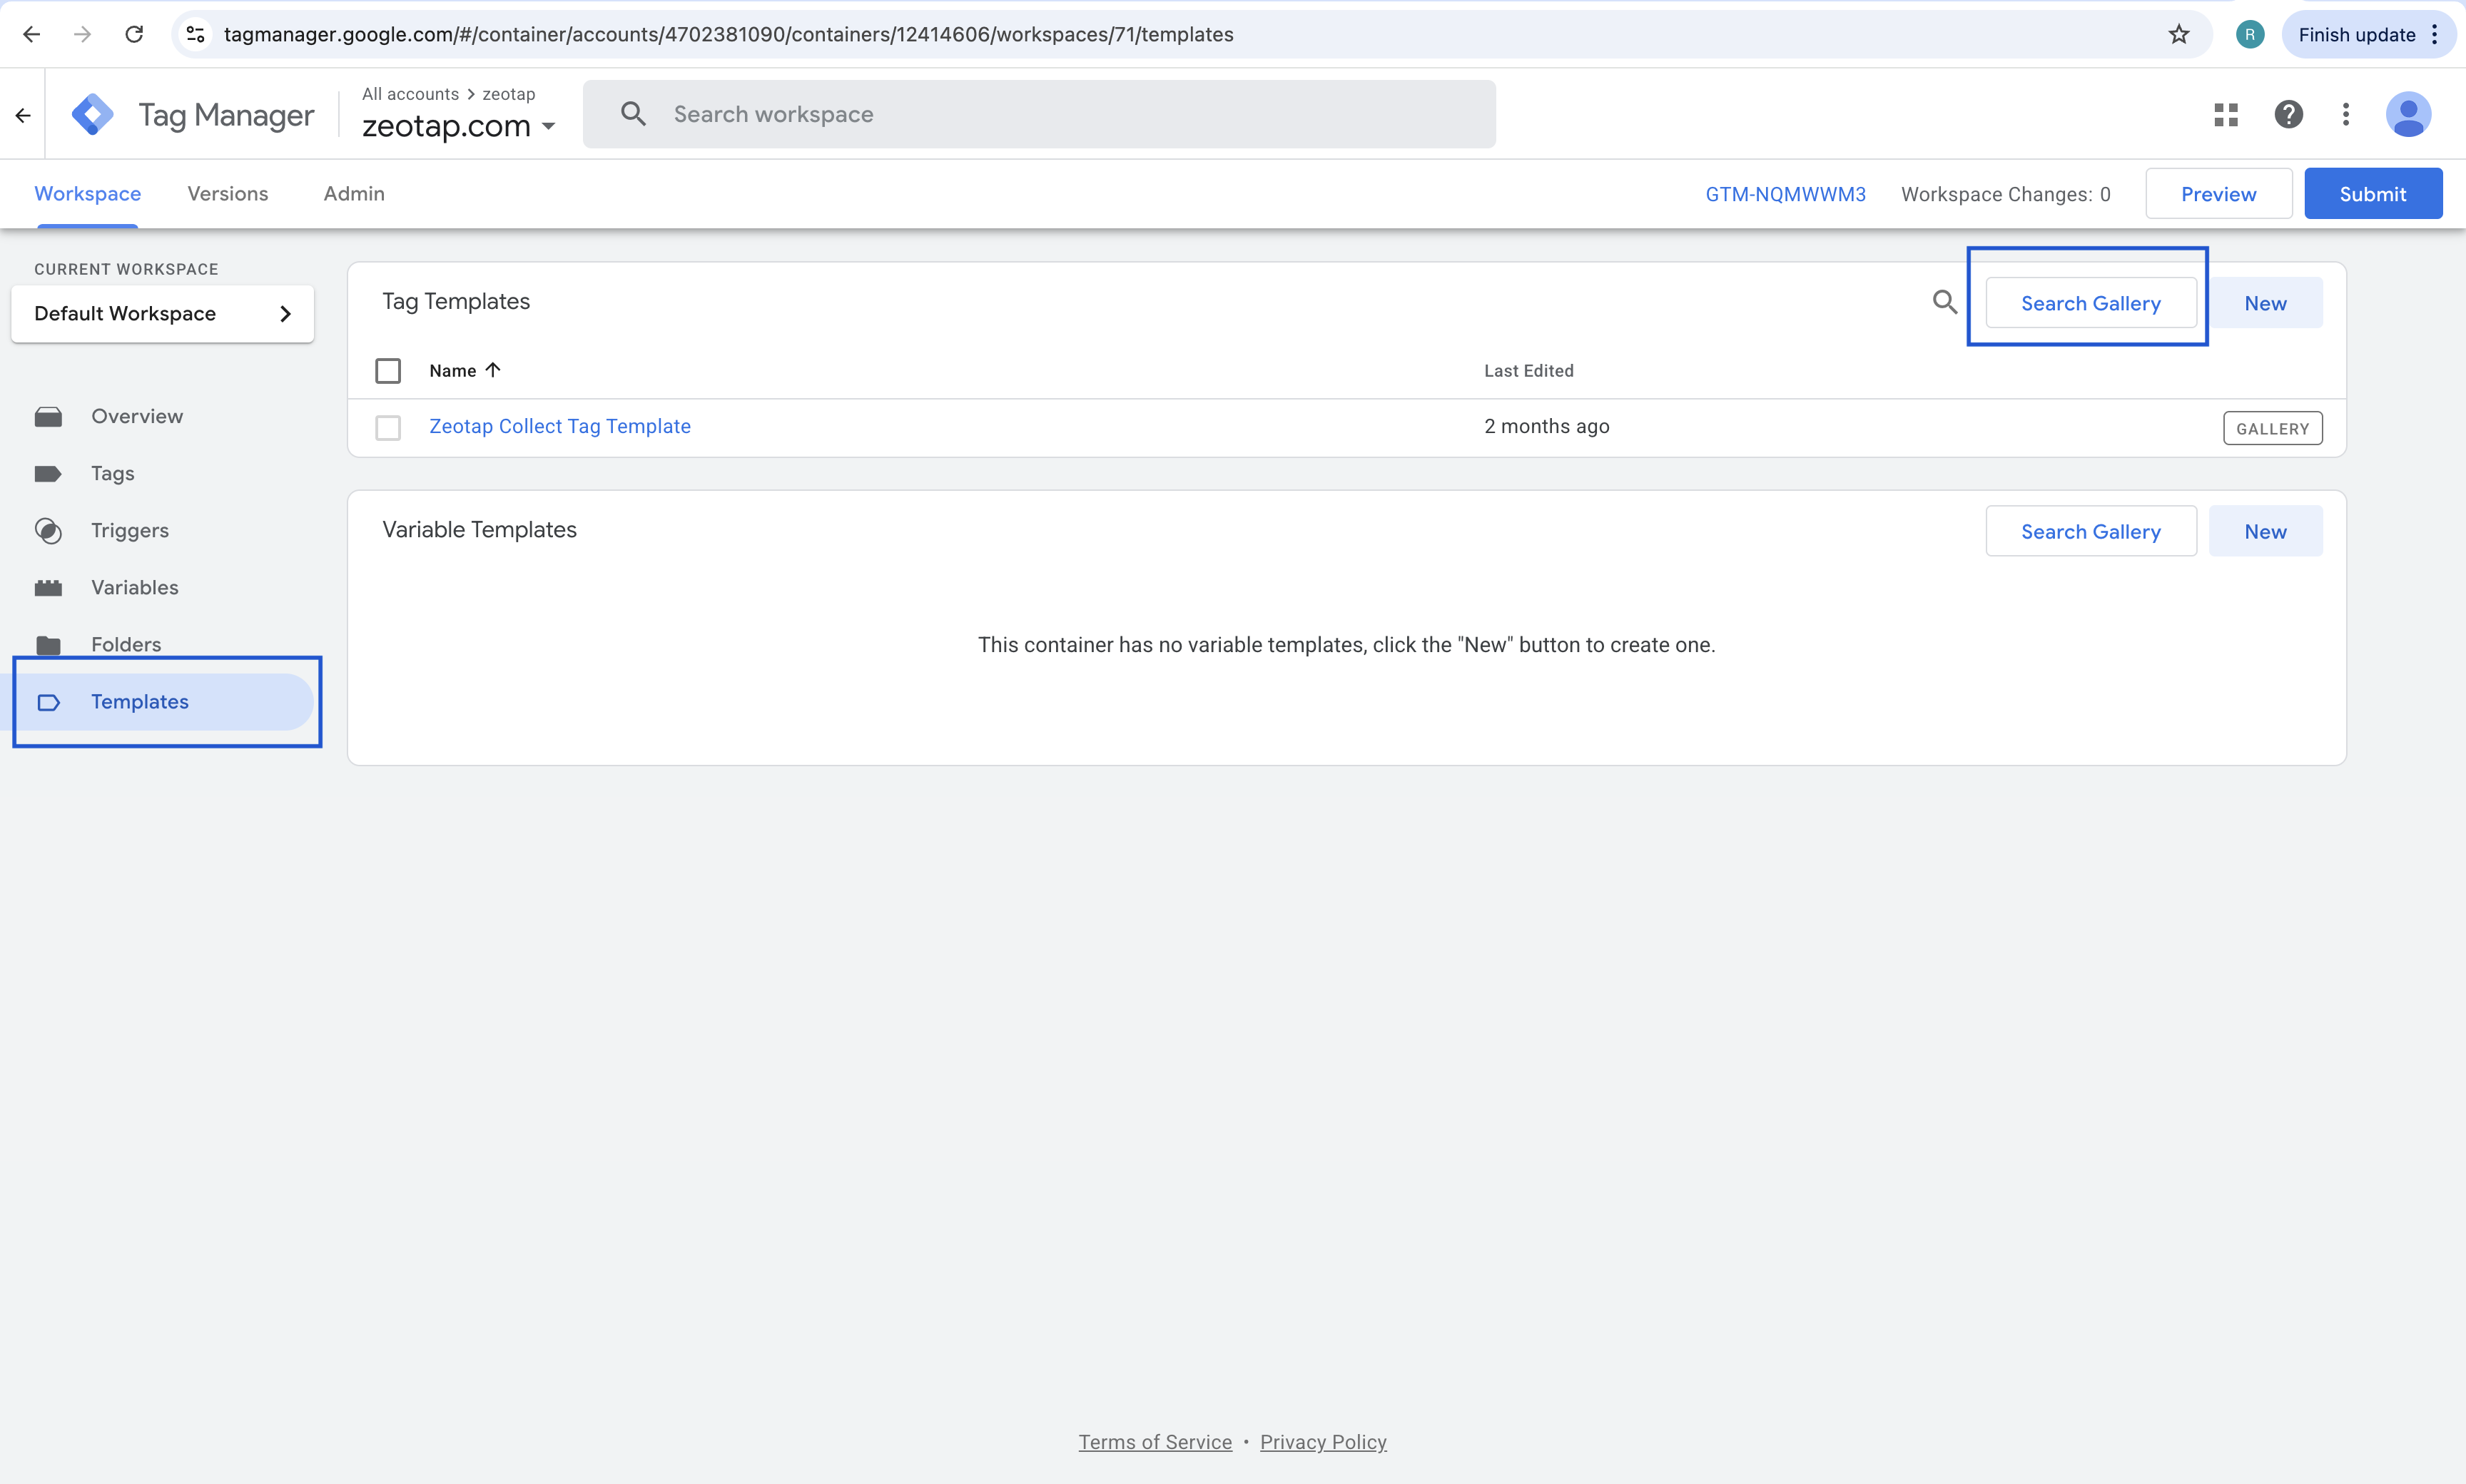 tagmanager.google.com/#/container/accounts/4702381090/containers/12414606/workspaces/71/templates
R
Finish update
Tag Manager
All accounts > zeotap
zeotap.com
Search workspace
Workspace
Versions
Admin
GTM-NQMWWM3
Workspace Changes: 0
Preview
Submit
CURRENT WORKSPACE
Default Workspace
Overview
Tags
Triggers
Variables
Folders
Templates
Tag Templates
Search Gallery
New
Name
Last Edited
Zeotap Collect Tag Template
2 months ago
GALLERY
Variable Templates
Search Gallery
New
This container has no variable templates, click the "New" button to create one.
Terms of Service • Privacy Policy